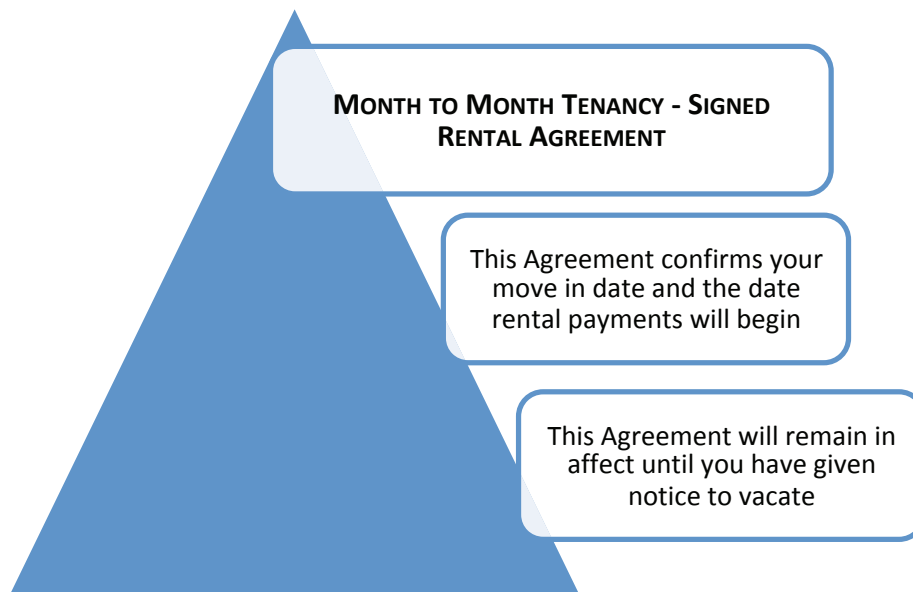 MONTH TO MONTH TENANCY - SIGNED
RENTAL AGREEMENT
This Agreement confirms your
move in date and the date
rental payments will begin
This Agreement will remain in
affect until you have given
notice to vacate